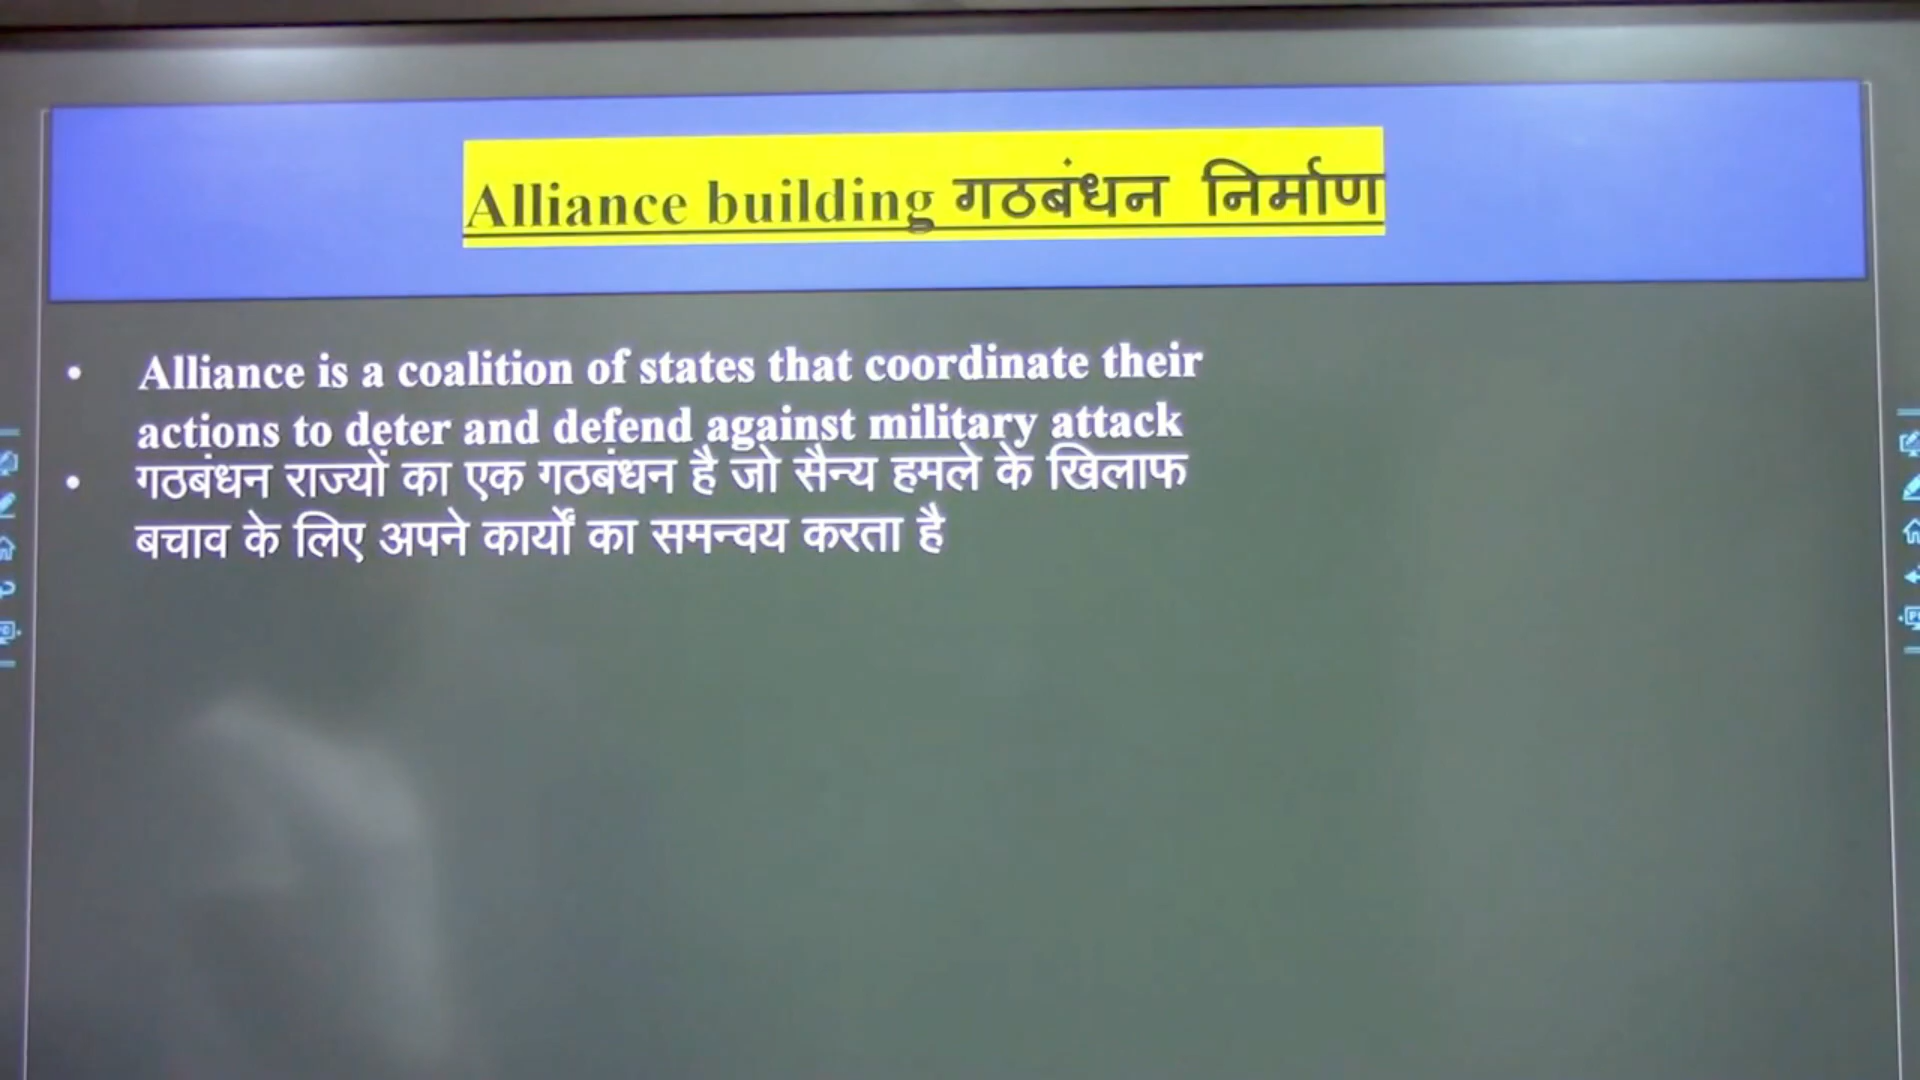 Alliance building गठबंधन निर्माण
• Alliance is a coalition of states that coordinate their
actions to deter and defend against military attack
• गठबंधन राज्यों का एक गठबंधन है जो सैन्य हमले के खिलाफ
बचाव के लिए अपने कार्यों का समन्वय करता है